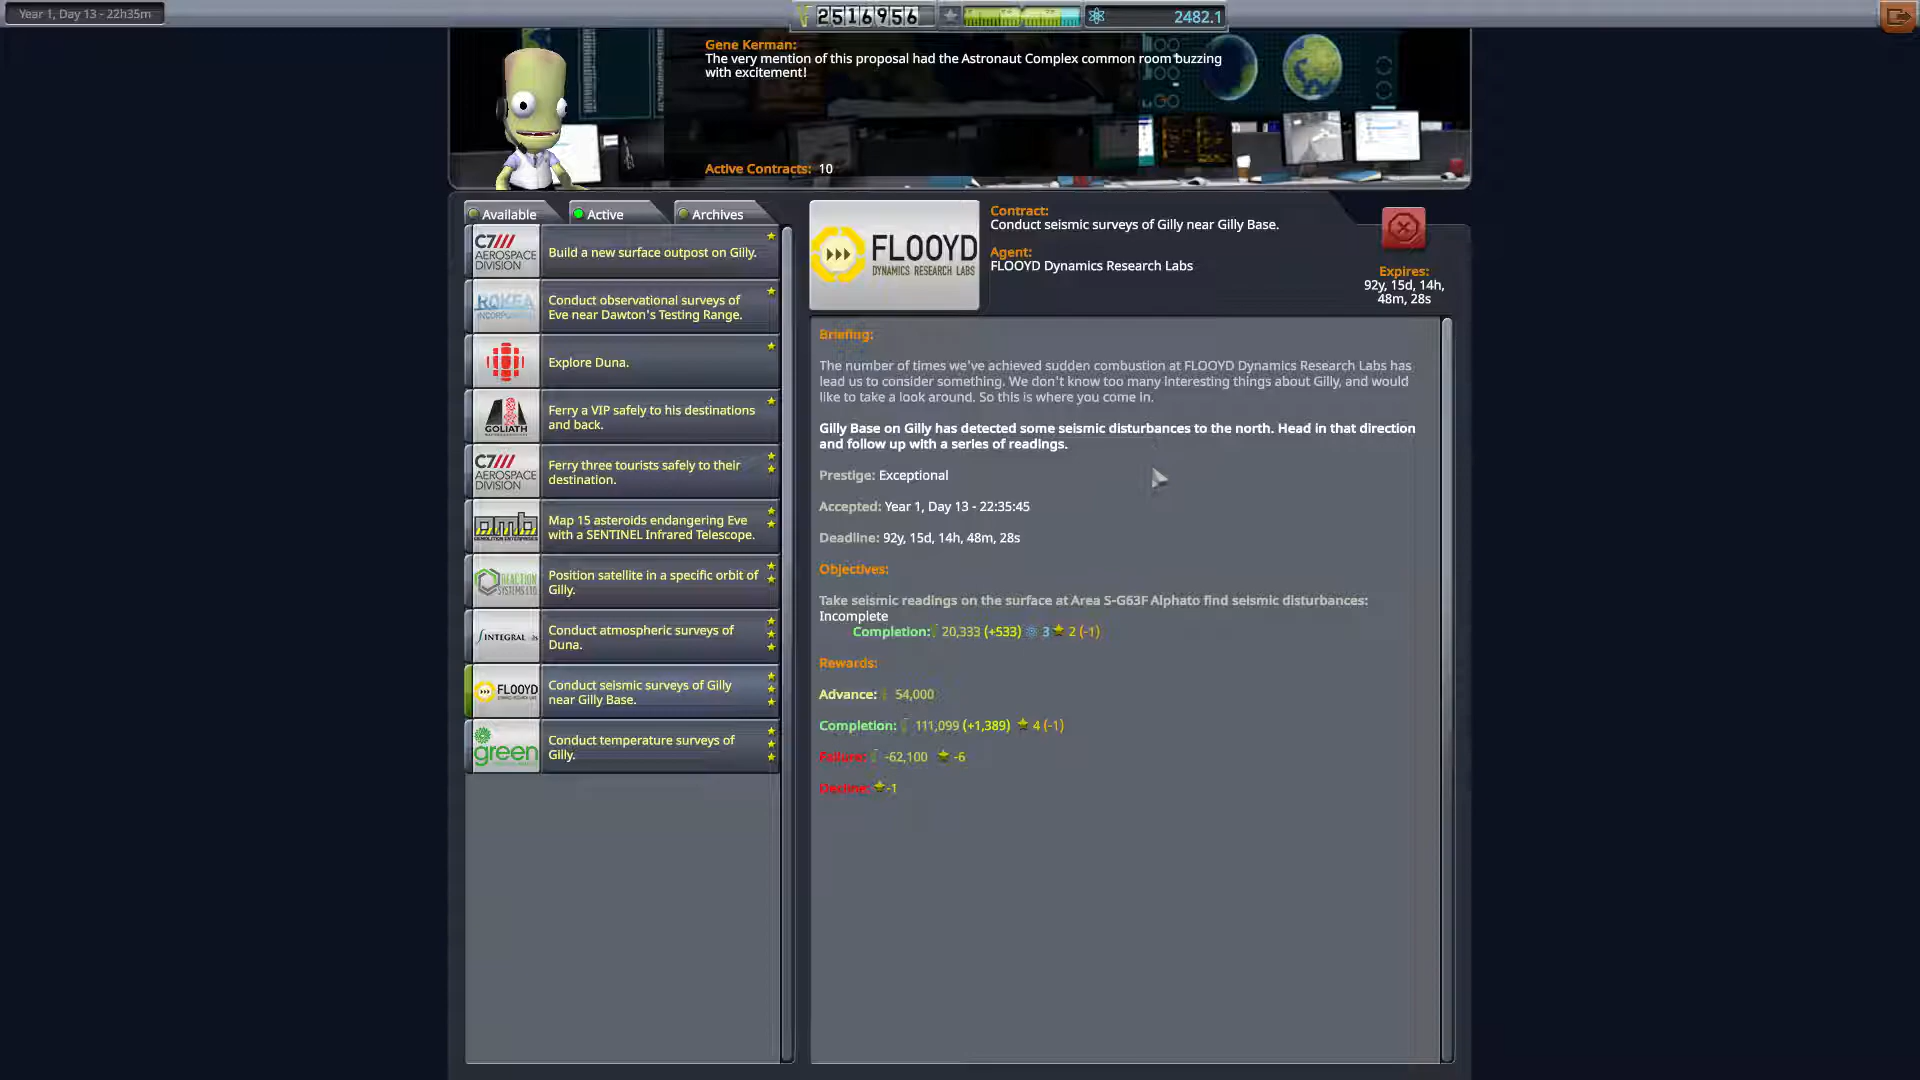 Year 1, Day 13 - 22h35m
2516956
2482.1
Gene Kerman:
The very mention of this proposal had the Astronaut Complex common room buzzing
with excitement!
Active Contracts: 10
Available
Active
Archives
C7///
AEROSPACE
DIVISION
Build a new surface outpost on Gilly.
ROKEA
INCORPORATED
Conduct observational surveys of
Eve near Dawton's Testing Range.
Explore Duna.
GOLIATH
Ferry a VIP safely to his destinations
and back.
C7///
AEROSPACE
DIVISION
Ferry three tourists safely to their
destination.
amb
DEMOLITION ENTERPRISES
Map 15 asteroids endangering Eve
with a SENTINEL Infrared Telescope.
REACTION
SYSTEMS LTD
Position satellite in a specific orbit of
Gilly.
INTEGRAL
Conduct atmospheric surveys of
Duna.
FLOOYD
Conduct seismic surveys of Gilly
near Gilly Base.
green
Conduct temperature surveys of
Gilly.
FLOOYD
DYNAMICS RESEARCH LABS
Contract:
Conduct seismic surveys of Gilly near Gilly Base.
Agent:
FLOOYD Dynamics Research Labs
Expires:
92y, 15d, 14h,
48m, 28s
Briefing:
The number of times we've achieved sudden combustion at FLOOYD Dynamics Research Labs has
lead us to consider something. We don't know too many interesting things about Gilly, and would
like to take a look around. So this is where you come in.
Gilly Base on Gilly has detected some seismic disturbances to the north. Head in that direction
and follow up with a series of readings.
Prestige: Exceptional
Accepted: Year 1, Day 13 - 22:35:45
Deadline: 92y, 15d, 14h, 48m, 28s
Objectives:
Take seismic readings on the surface at Area S-G63F Alphato find seismic disturbances:
Incomplete
Completion: 20,333 (+533) 3 2 (-1)
Rewards:
Advance: 54,000
Completion: 111,099 (+1,389) 4 (-1)
Failure: -62,100 -6
Decline: -1